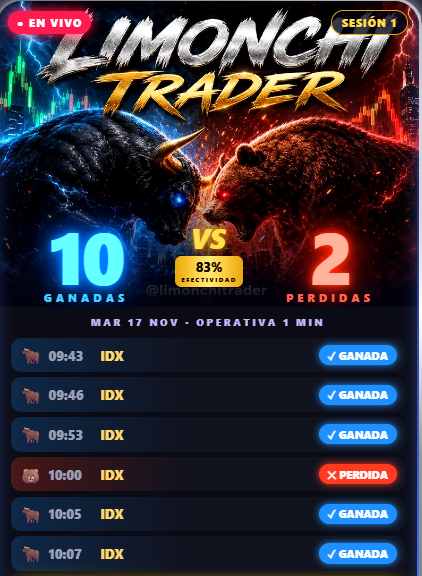 • EN VIVO
SESIÓN 1
LIMONCHI
TRADER
10
GANADAS
VS
83%
EFECTIVIDAD
2
PERDIDAS
@limonchitrader
MAR 17 NOV · OPERATIVA 1 MIN
09:43 IDX ✓ GANADA
09:46 IDX ✓ GANADA
09:53 IDX ✓ GANADA
10:00 IDX ✕ PERDIDA
10:05 IDX ✓ GANADA
10:07 IDX ✓ GANADA